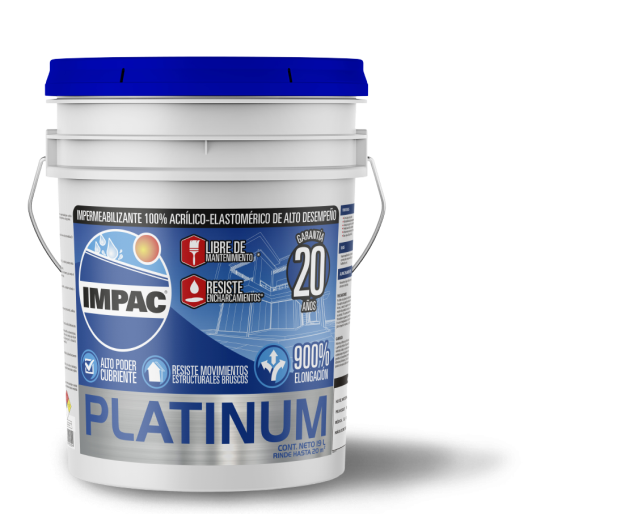 IMPERMEABILIZANTE 100% ACRÍLICO-ELASTOMÉRICO DE ALTO DESEMPEÑO
IMPAC®
LIBRE DE
MANTENIMIENTO
RESISTE
ENCHARCAMIENTOS
GARANTÍA
20
AÑOS
ALTO PODER
CUBRIENTE
RESISTE MOVIMIENTOS
ESTRUCTURALES BRUSCOS
900%
ELONGACIÓN
PLATINUM
CONT. NETO 19 L
RINDE HASTA 20 m²